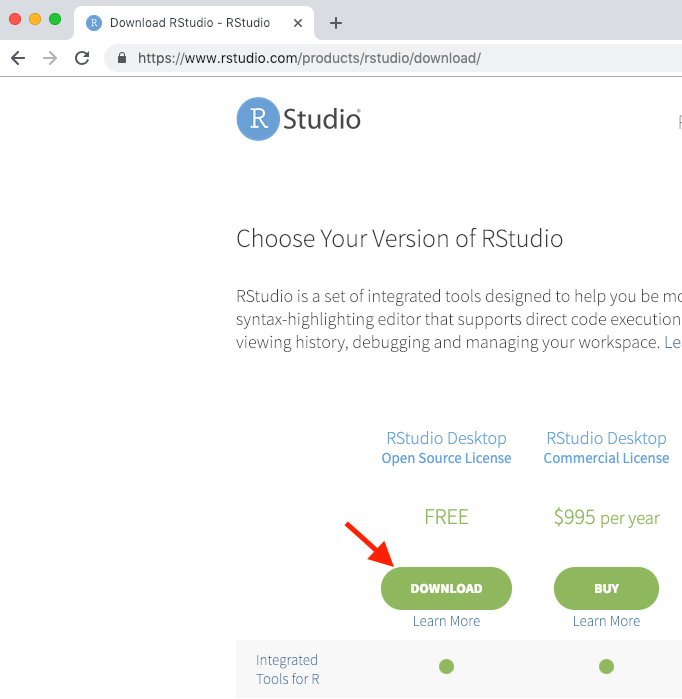 Download RStudio - RStudio
https://www.rstudio.com/products/rstudio/download/
R Studio
Choose Your Version of RStudio
RStudio is a set of integrated tools designed to help you be mo
syntax-highlighting editor that supports direct code execution
viewing history, debugging and managing your workspace. Le
RStudio Desktop RStudio Desktop
Open Source License Commercial License
FREE $995 per year
DOWNLOAD BUY
Learn More Learn More
Integrated
Tools for R